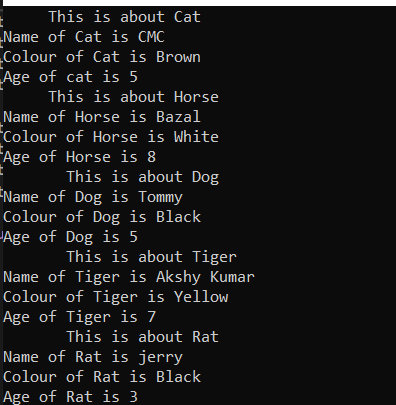 This is about Cat
Name of Cat is CMC
Colour of Cat is Brown
Age of cat is 5
This is about Horse
Name of Horse is Bazal
Colour of Horse is White
Age of Horse is 8
This is about Dog
Name of Dog is Tommy
Colour of Dog is Black
Age of Dog is 5
This is about Tiger
Name of Tiger is Akshy Kumar
Colour of Tiger is Yellow
Age of Tiger is 7
This is about Rat
Name of Rat is jerry
Colour of Rat is Black
Age of Rat is 3